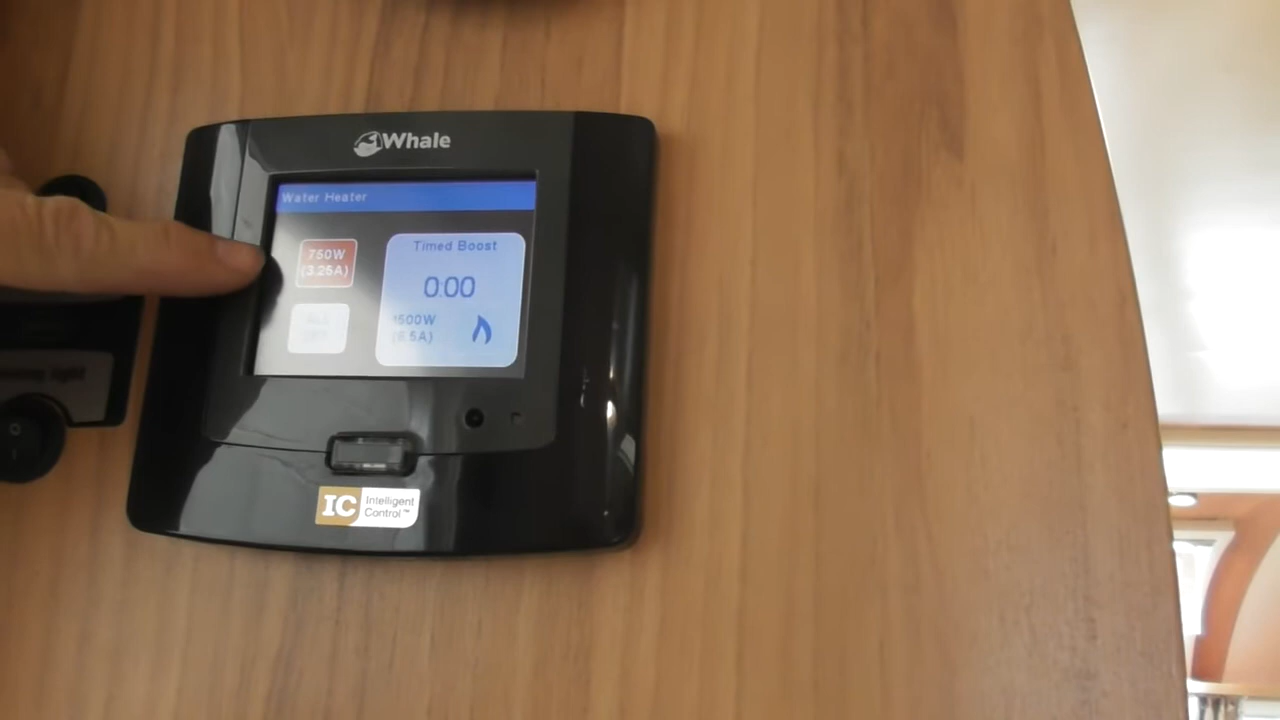 Whale
Water Heater
750W
(3.25A)
Timed Boost
0:00
1500W
(6.5A)
IC Intelligent
Control™